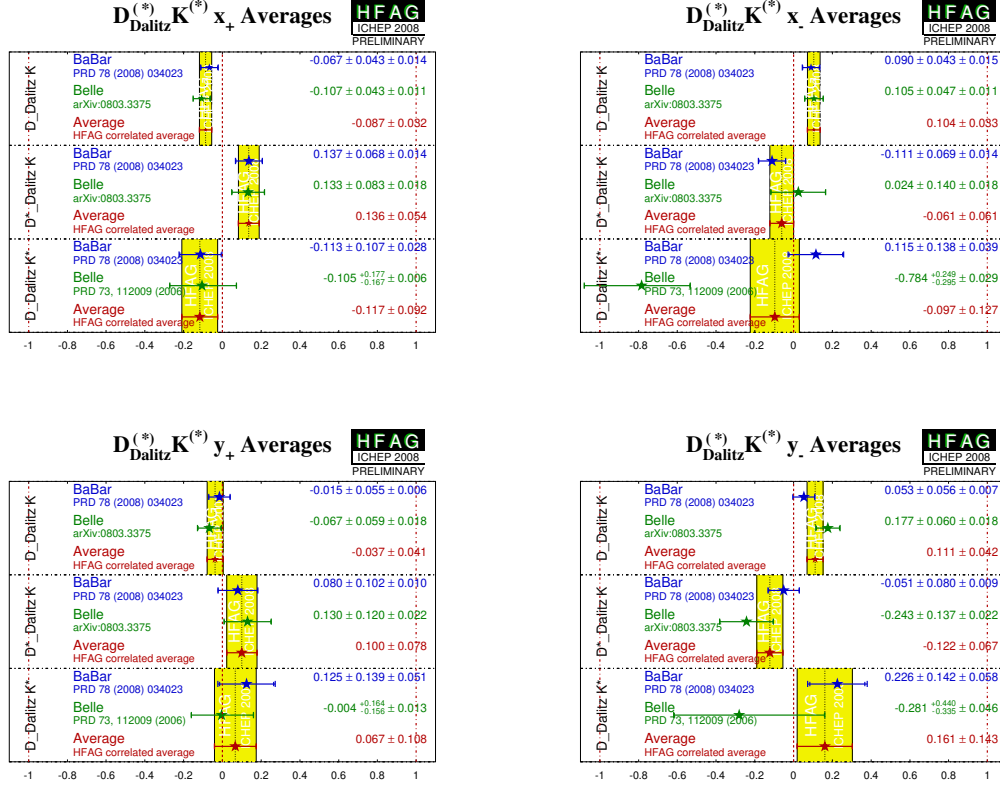 D(*)Dalitz K(*) x+ Averages
HFAG
ICHEP 2008
PRELIMINARY
D_Dalitz K
BaBar
PRD 78 (2008) 034023
-0.067 ± 0.043 ± 0.014
Belle
arXiv:0803.3375
-0.107 ± 0.043 ± 0.011
Average
HFAG correlated average
-0.087 ± 0.032
D*_Dalitz K
BaBar
PRD 78 (2008) 034023
0.137 ± 0.068 ± 0.014
Belle
arXiv:0803.3375
0.133 ± 0.083 ± 0.018
Average
HFAG correlated average
0.136 ± 0.054
D_Dalitz K*
BaBar
PRD 78 (2008) 034023
-0.113 ± 0.107 ± 0.028
Belle
PRD 73, 112009 (2006)
-0.105 +0.177 -0.167 ± 0.006
Average
HFAG correlated average
-0.117 ± 0.092
HFAG
-1 -0.8 -0.6 -0.4 -0.2 0 0.2 0.4 0.6 0.8 1
D(*)Dalitz K(*) x- Averages
HFAG
ICHEP 2008
PRELIMINARY
D_Dalitz K
BaBar
PRD 78 (2008) 034023
0.090 ± 0.043 ± 0.015
Belle
arXiv:0803.3375
0.105 ± 0.047 ± 0.011
Average
HFAG correlated average
0.104 ± 0.033
D*_Dalitz K
BaBar
PRD 78 (2008) 034023
-0.111 ± 0.069 ± 0.014
Belle
arXiv:0803.3375
0.024 ± 0.140 ± 0.018
Average
HFAG correlated average
-0.061 ± 0.061
D_Dalitz K*
BaBar
PRD 78 (2008) 034023
0.115 ± 0.138 ± 0.039
Belle
PRD 73, 112009 (2006)
-0.784 +0.249 -0.295 ± 0.029
Average
HFAG correlated average
-0.097 ± 0.127
HFAG
-1 -0.8 -0.6 -0.4 -0.2 0 0.2 0.4 0.6 0.8 1
D(*)Dalitz K(*) y+ Averages
HFAG
ICHEP 2008
PRELIMINARY
D_Dalitz K
BaBar
PRD 78 (2008) 034023
-0.015 ± 0.055 ± 0.006
Belle
arXiv:0803.3375
-0.067 ± 0.059 ± 0.018
Average
HFAG correlated average
-0.037 ± 0.041
D*_Dalitz K
BaBar
PRD 78 (2008) 034023
0.080 ± 0.102 ± 0.010
Belle
arXiv:0803.3375
0.130 ± 0.120 ± 0.022
Average
HFAG correlated average
0.100 ± 0.078
D_Dalitz K*
BaBar
PRD 78 (2008) 034023
0.125 ± 0.139 ± 0.051
Belle
PRD 73, 112009 (2006)
-0.004 +0.164 -0.156 ± 0.013
Average
HFAG correlated average
0.067 ± 0.108
HFAG
-1 -0.8 -0.6 -0.4 -0.2 0 0.2 0.4 0.6 0.8 1
D(*)Dalitz K(*) y- Averages
HFAG
ICHEP 2008
PRELIMINARY
D_Dalitz K
BaBar
PRD 78 (2008) 034023
0.053 ± 0.056 ± 0.007
Belle
arXiv:0803.3375
0.177 ± 0.060 ± 0.018
Average
HFAG correlated average
0.111 ± 0.042
D*_Dalitz K
BaBar
PRD 78 (2008) 034023
-0.051 ± 0.080 ± 0.009
Belle
arXiv:0803.3375
-0.243 ± 0.137 ± 0.022
Average
HFAG correlated average
-0.122 ± 0.067
D_Dalitz K*
BaBar
PRD 78 (2008) 034023
0.226 ± 0.142 ± 0.058
Belle
PRD 73, 112009 (2006)
-0.281 +0.440 -0.335 ± 0.046
Average
HFAG correlated average
0.161 ± 0.143
HFAG
-1 -0.8 -0.6 -0.4 -0.2 0 0.2 0.4 0.6 0.8 1